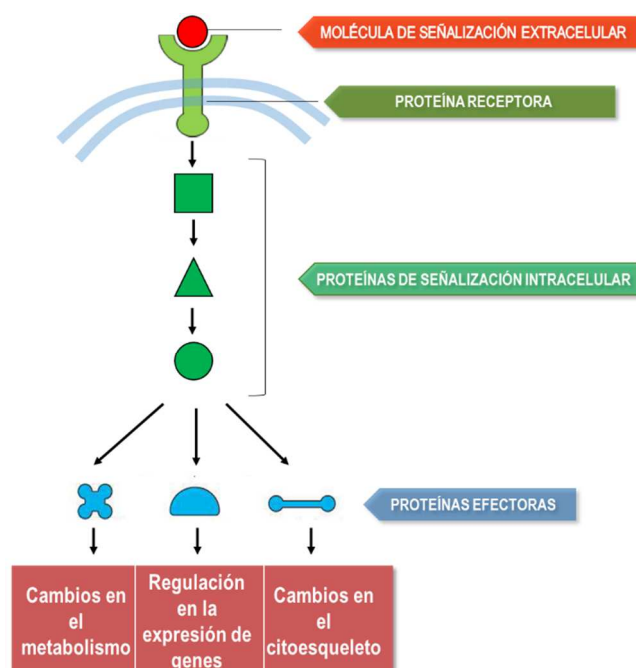 MOLÉCULA DE SEÑALIZACIÓN EXTRACELULAR
PROTEÍNA RECEPTORA
PROTEÍNAS DE SEÑALIZACIÓN INTRACELULAR
PROTEÍNAS EFECTORAS
Cambios en
el
metabolismo
Regulación
en la
expresión de
genes
Cambios en
el
citoesqueleto